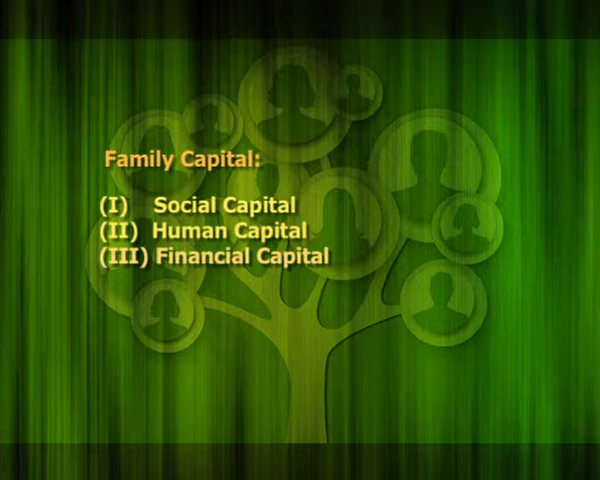 Family Capital:
(I) Social Capital
(II) Human Capital
(III) Financial Capital